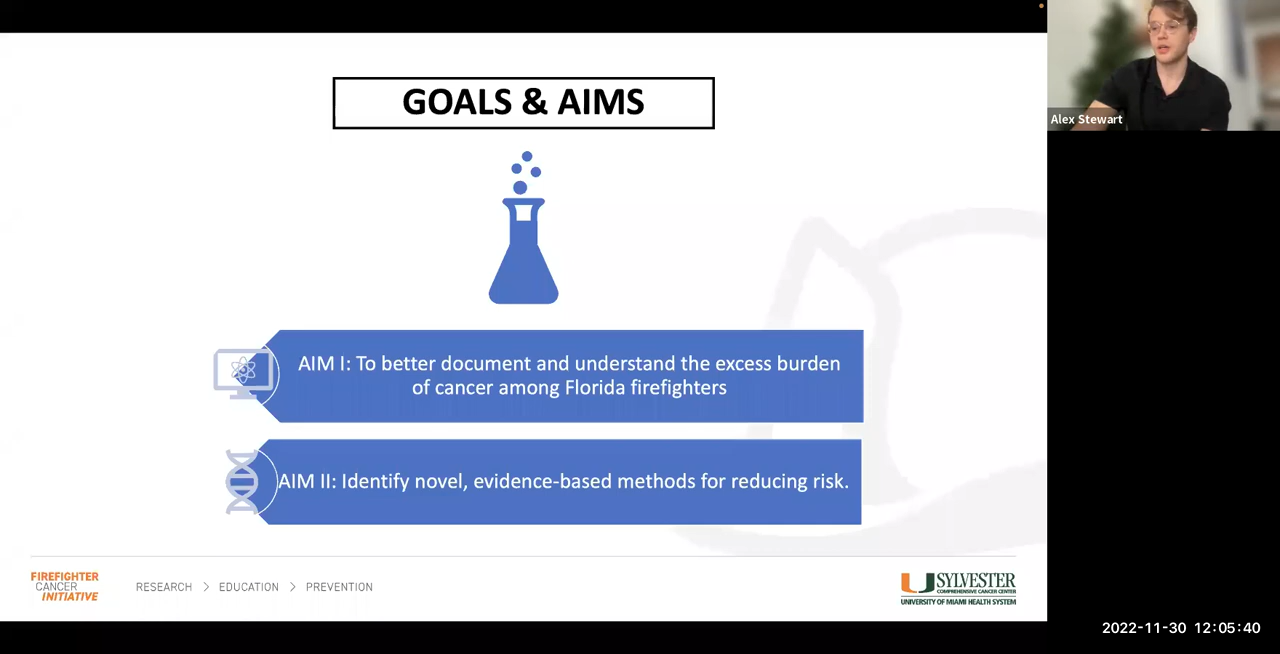 GOALS & AIMS
Alex Stewart
AIM I: To better document and understand the excess burden
of cancer among Florida firefighters
AIM II: Identify novel, evidence-based methods for reducing risk.
FIREFIGHTER
CANCER
INITIATIVE
RESEARCH > EDUCATION > PREVENTION
SYLVESTER
COMPREHENSIVE CANCER CENTER
UNIVERSITY OF MIAMI HEALTH SYSTEM
2022-11-30 12:05:40